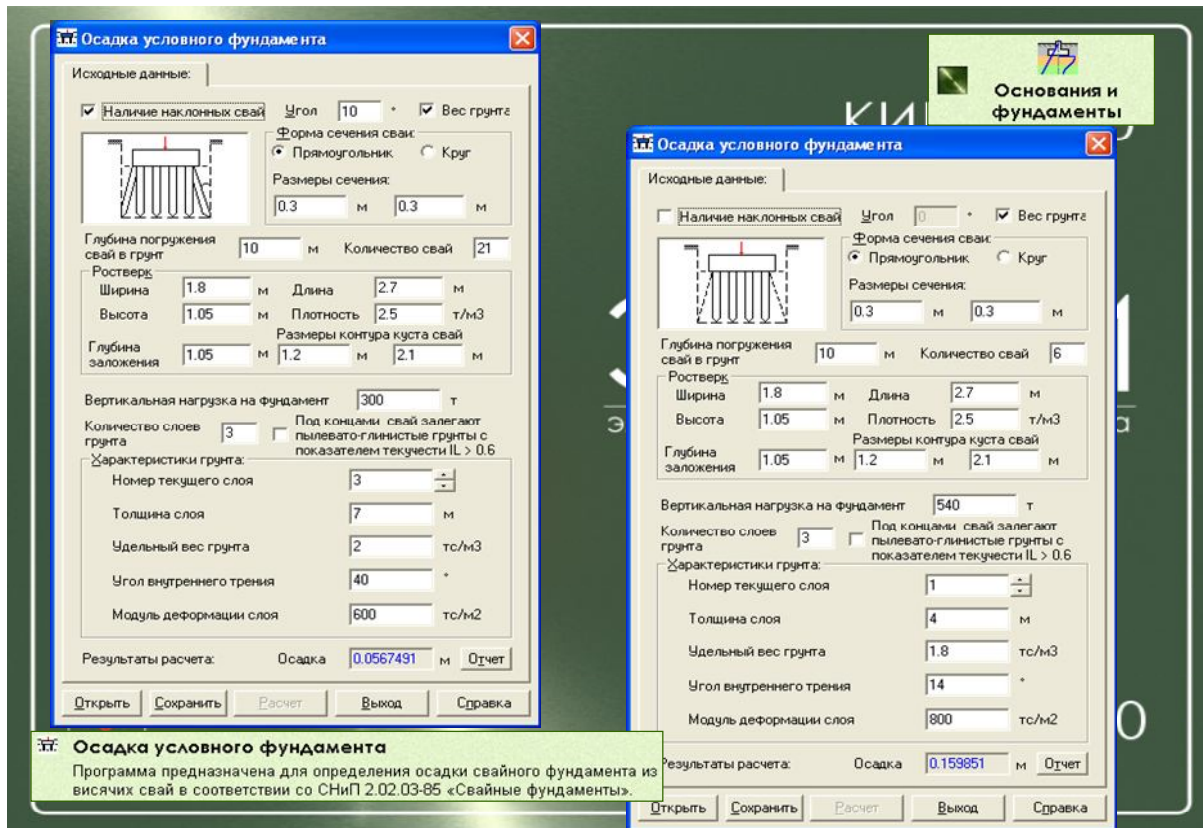 Осадка условного фундамента
Исходные данные:
Наличие наклонных свай Угол 10 ° Вес грунта
Форма сечения сваи:
Прямоугольник Круг
Размеры сечения:
0.3 м 0.3 м
Глубина погружения
свай в грунт 10 м Количество свай 21
Ростверк
Ширина 1.8 м Длина 2.7 м
Высота 1.05 м Плотность 2.5 т/м3
Размеры контура куста свай
Глубина
заложения 1.05 м 1.2 м 2.1 м
Вертикальная нагрузка на фундамент 300 т
Количество слоев
грунта 3
Под концами свай залегают
пылевато-глинистые грунты с
показателем текучести IL > 0.6
Характеристики грунта:
Номер текущего слоя 3
Толщина слоя 7 м
Удельный вес грунта 2 тс/м3
Угол внутреннего трения 40 °
Модуль деформации слоя 600 тс/м2
Результаты расчета: Осадка 0.0567491 м Отчет
Открыть Сохранить Расчет Выход Справка
Основания и
фундаменты
Осадка условного фундамента
Исходные данные:
Наличие наклонных свай Угол 0 ° Вес грунта
Форма сечения сваи:
Прямоугольник Круг
Размеры сечения:
0.3 м 0.3 м
Глубина погружения
свай в грунт 10 м Количество свай 6
Ростверк
Ширина 1.8 м Длина 2.7 м
Высота 1.05 м Плотность 2.5 т/м3
Размеры контура куста свай
Глубина
заложения 1.05 м 1.2 м 2.1 м
Вертикальная нагрузка на фундамент 540 т
Количество слоев
грунта 3
Под концами свай залегают
пылевато-глинистые грунты с
показателем текучести IL > 0.6
Характеристики грунта:
Номер текущего слоя 1
Толщина слоя 4 м
Удельный вес грунта 1.8 тс/м3
Угол внутреннего трения 14 °
Модуль деформации слоя 800 тс/м2
Результаты расчета: Осадка 0.159851 м Отчет
Открыть Сохранить Расчет Выход Справка
Осадка условного фундамента
Программа предназначена для определения осадки свайного фундамента из
висячих свай в соответствии со СНиП 2.02.03-85 «Свайные фундаменты».